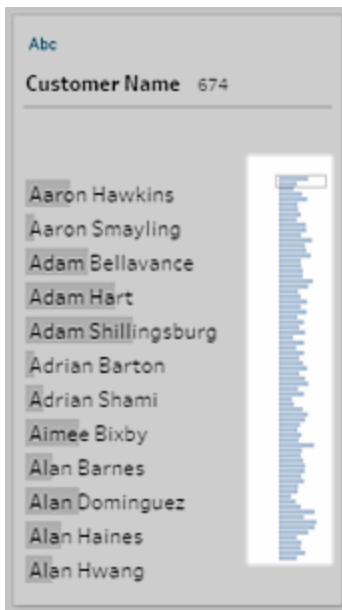 Abc
Customer Name 674
Aaron Hawkins
Aaron Smayling
Adam Bellavance
Adam Hart
Adam Shillingsburg
Adrian Barton
Adrian Shami
Aimee Bixby
Alan Barnes
Alan Dominguez
Alan Haines
Alan Hwang